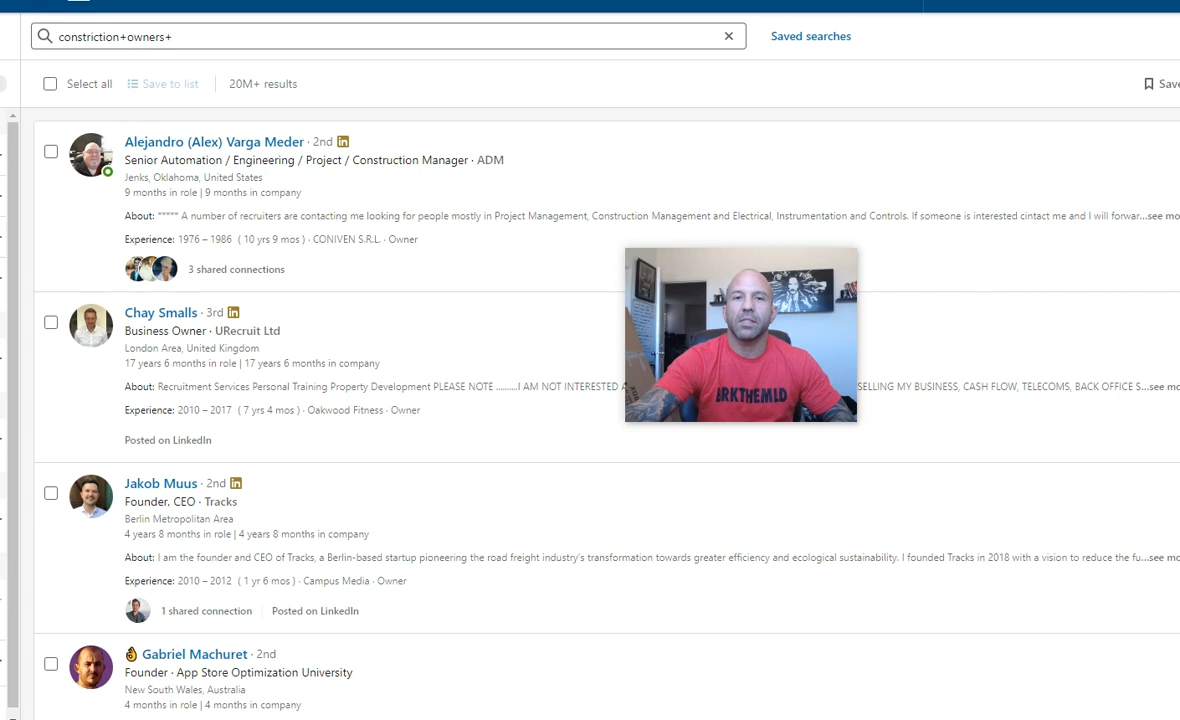 constriction+owners+
Saved searches
Select all
Save to list
20M+ results
Save
Alejandro (Alex) Varga Meder · 2nd
Senior Automation / Engineering / Project / Construction Manager · ADM
Jenks, Oklahoma, United States
9 months in role | 9 months in company
About: ***** A number of recruiters are contacting me looking for people mostly in Project Management, Construction Management and Electrical, Instrumentation and Controls. If someone is interested cintact me and I will forwar...see mo
Experience: 1976 – 1986 ( 10 yrs 9 mos ) · CONIVEN S.R.L. · Owner
3 shared connections
Chay Smalls · 3rd
Business Owner · URecruit Ltd
London Area, United Kingdom
17 years 6 months in role | 17 years 6 months in company
About: Recruitment Services Personal Training Property Development PLEASE NOTE ..........I AM NOT INTERESTED SELLING MY BUSINESS, CASH FLOW, TELECOMS, BACK OFFICE S...see mo
Experience: 2010 – 2017 ( 7 yrs 4 mos ) · Oakwood Fitness · Owner
Posted on LinkedIn
ARKTHEMLD
Jakob Muus · 2nd
Founder, CEO · Tracks
Berlin Metropolitan Area
4 years 8 months in role | 4 years 8 months in company
About: I am the founder and CEO of Tracks, a Berlin-based startup pioneering the road freight industry's transformation towards greater efficiency and ecological sustainability. I founded Tracks in 2018 with a vision to reduce the fu...see mo
Experience: 2010 – 2012 ( 1 yr 6 mos ) · Campus Media · Owner
1 shared connection
Posted on LinkedIn
Gabriel Machuret · 2nd
Founder · App Store Optimization University
New South Wales, Australia
4 months in role | 4 months in company